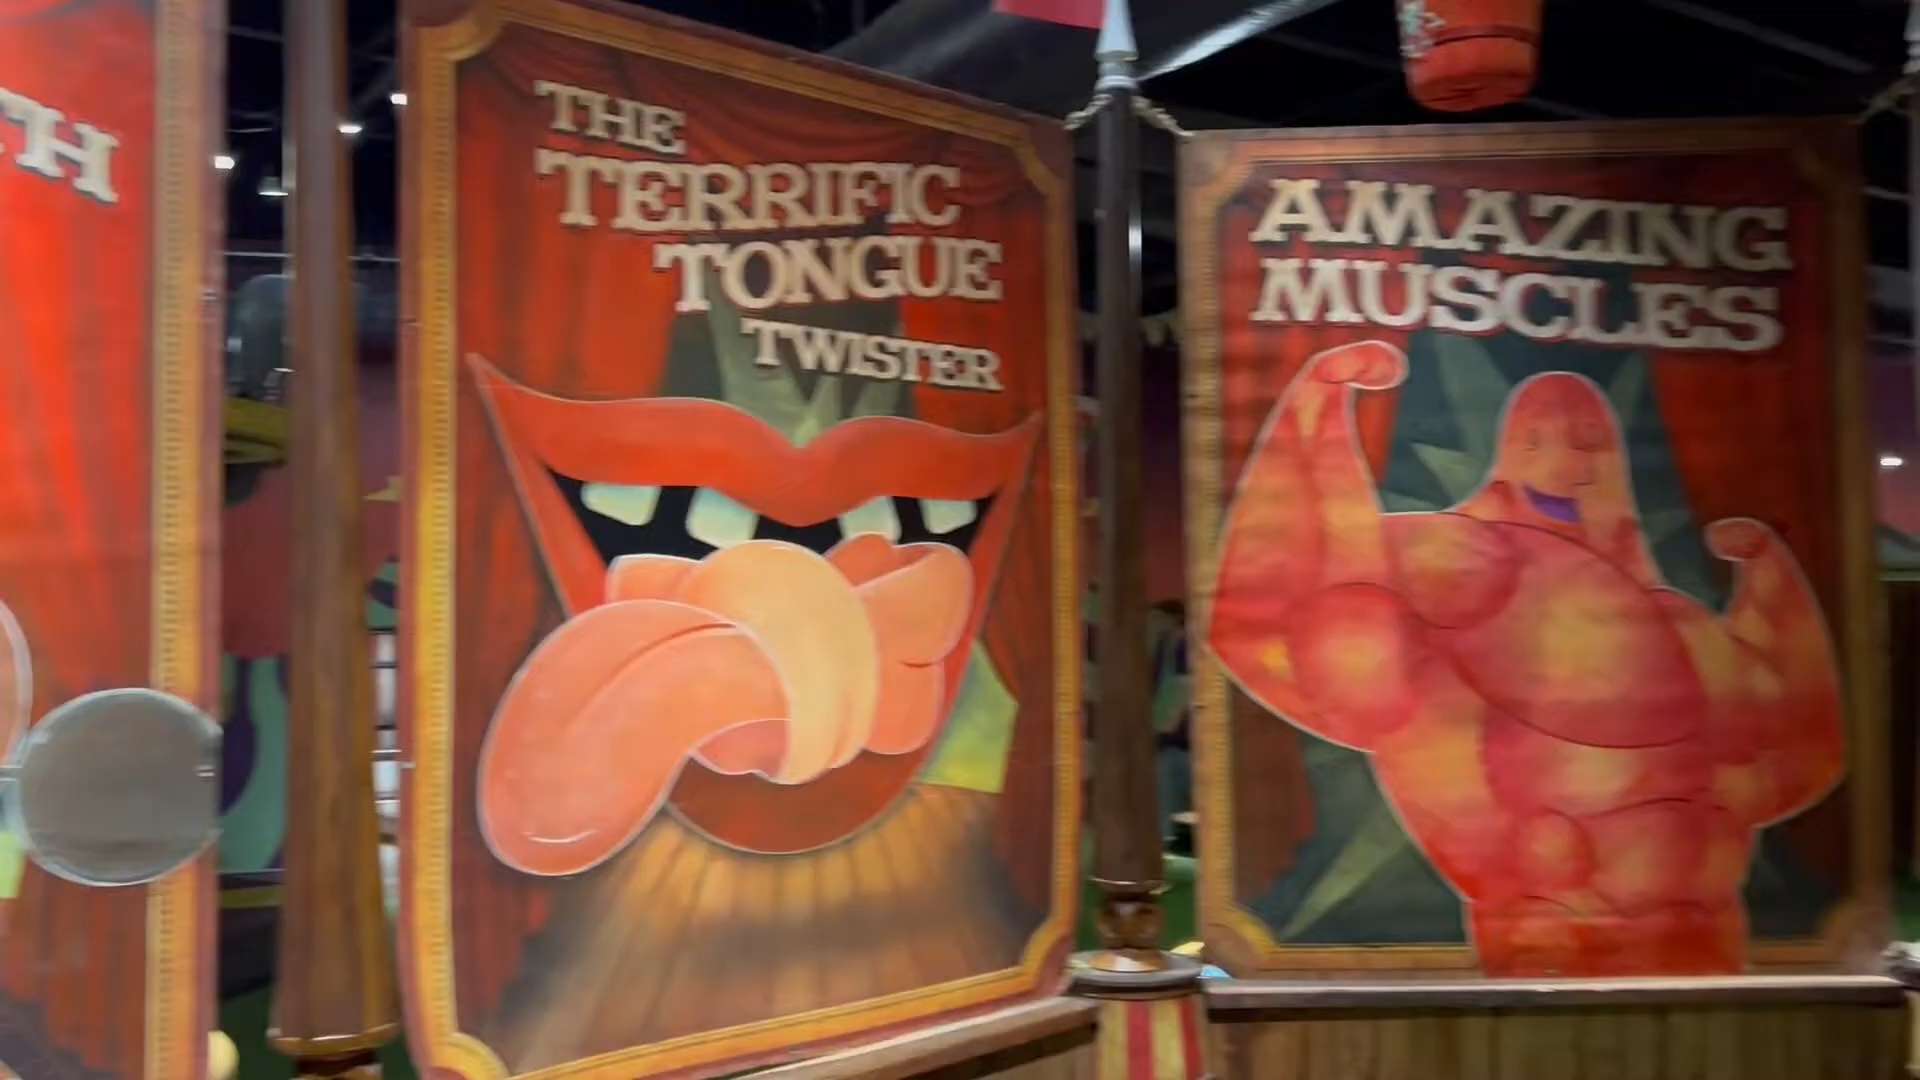 THE
TERRIFIC
TONGUE
TWISTER
AMAZING
MUSCLES